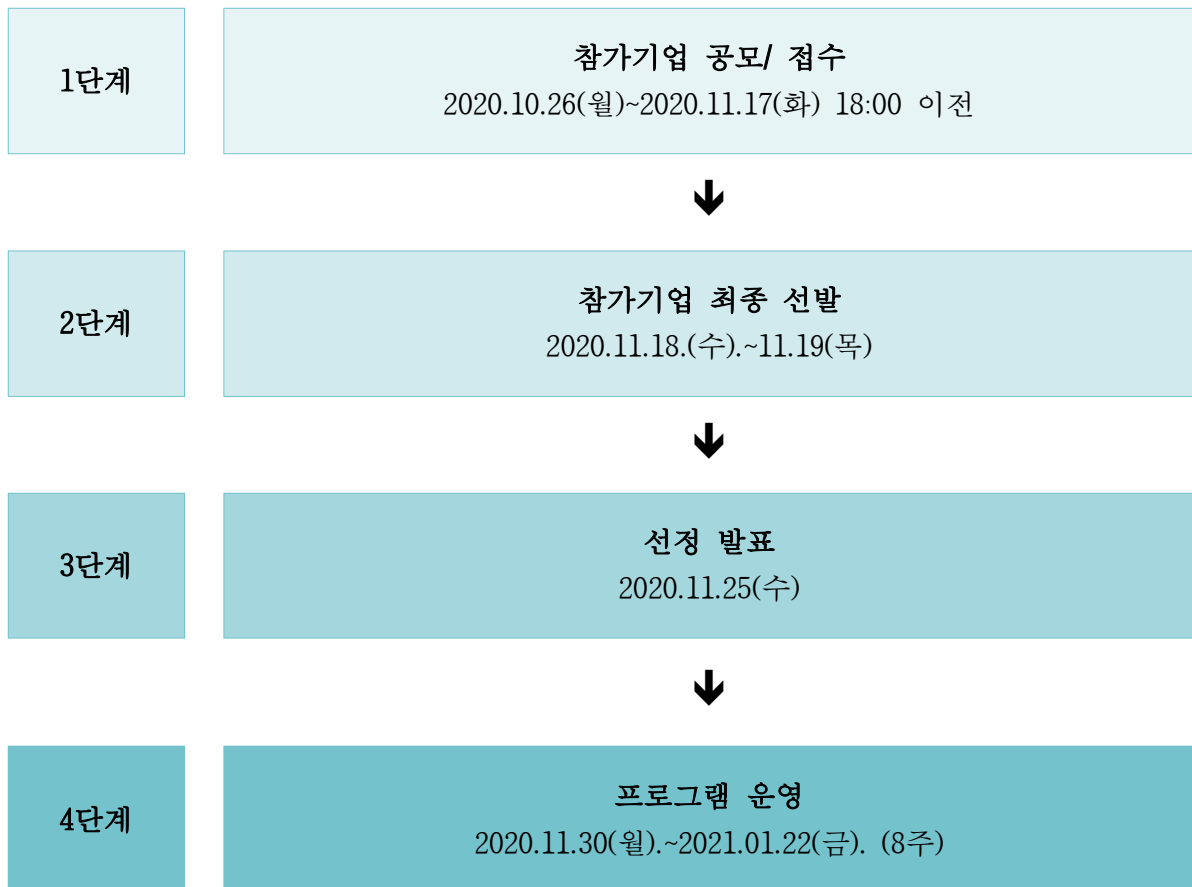 1단계
참가기업 공모/ 접수
2020.10.26(월)~2020.11.17(화) 18:00 이전
2단계
참가기업 최종 선발
2020.11.18.(수).~11.19(목)
3단계
선정 발표
2020.11.25(수)
4단계
프로그램 운영
2020.11.30(월).~2021.01.22(금). (8주)